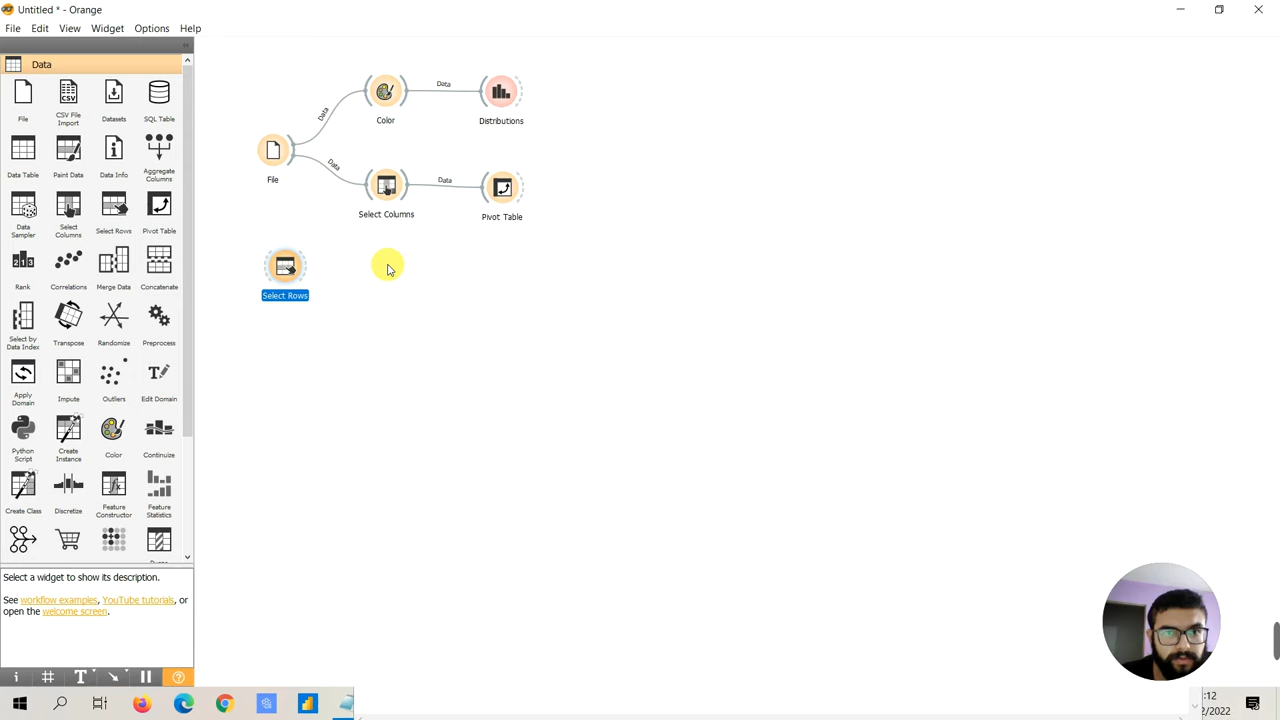 Untitled * - Orange
File Edit View Widget Options Help
Data
File
CSV File Import
Datasets
SQL Table
Data Table
Paint Data
Data Info
Aggregate Columns
Data Sampler
Select Columns
Select Rows
Pivot Table
Rank
Correlations
Merge Data
Concatenate
Select by Data Index
Transpose
Randomize
Preprocess
Apply Domain
Impute
Outliers
Edit Domain
Python Script
Create Instance
Color
Continuize
Create Class
Discretize
Feature Constructor
Feature Statistics
Select a widget to show its description.
See workflow examples, YouTube tutorials, or
open the welcome screen.
Data
Data
Color
Distributions
File
Data
Data
Select Columns
Pivot Table
Select Rows
:12
/2022